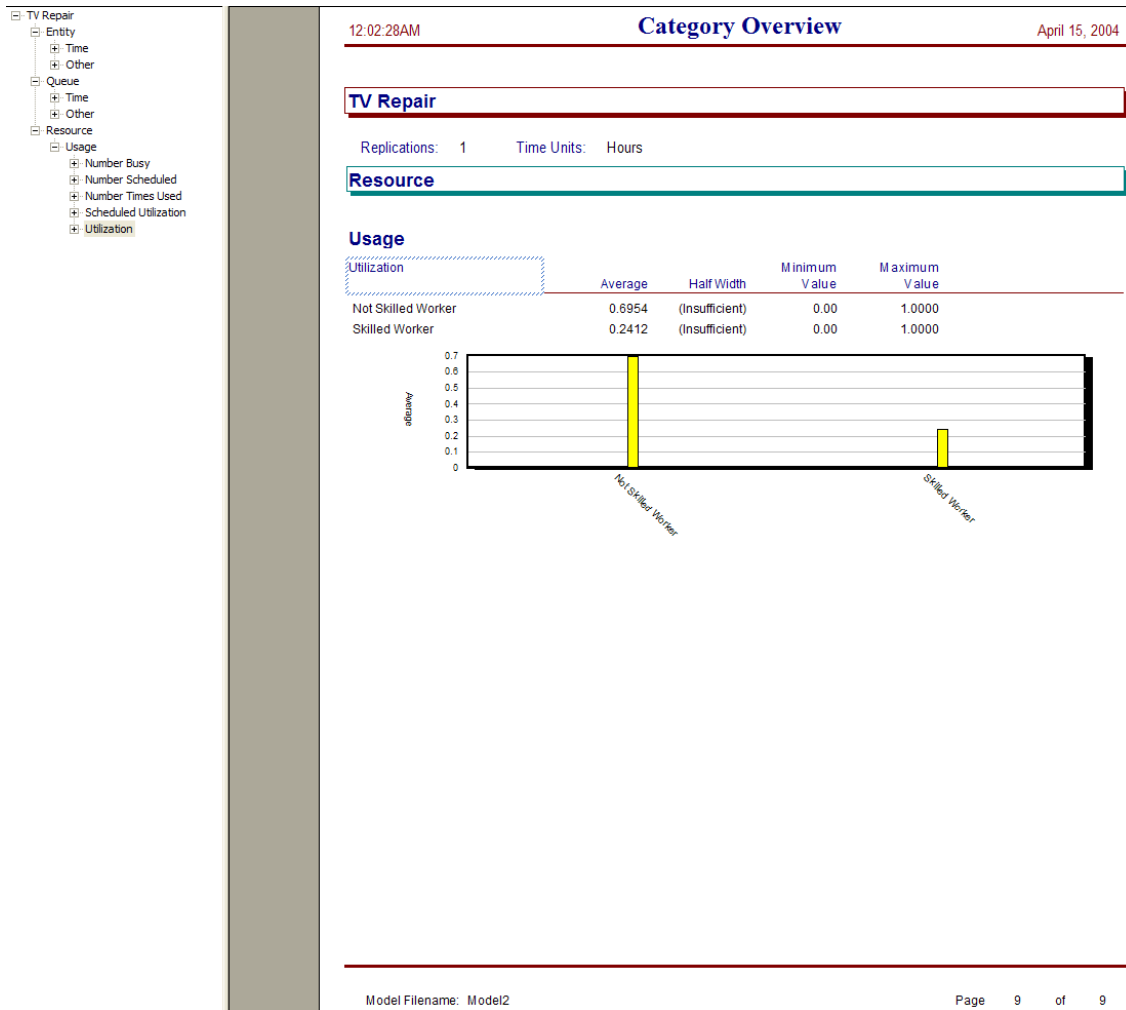 TV Repair
Entity
Time
Other
Queue
Time
Other
Resource
Usage
Number Busy
Number Scheduled
Number Times Used
Scheduled Utilization
Utilization
12:02:28AM Category Overview April 15, 2004
TV Repair
Replications: 1 Time Units: Hours
Resource
Usage
Utilization Average Half Width Minimum Value Maximum Value
Not Skilled Worker 0.6954 (Insufficient) 0.00 1.0000
Skilled Worker 0.2412 (Insufficient) 0.00 1.0000
0.7
0.6
0.5
0.4
0.3
0.2
0.1
0
Average
Not Skilled Worker
Skilled Worker
Model Filename: Model2 Page 9 of 9